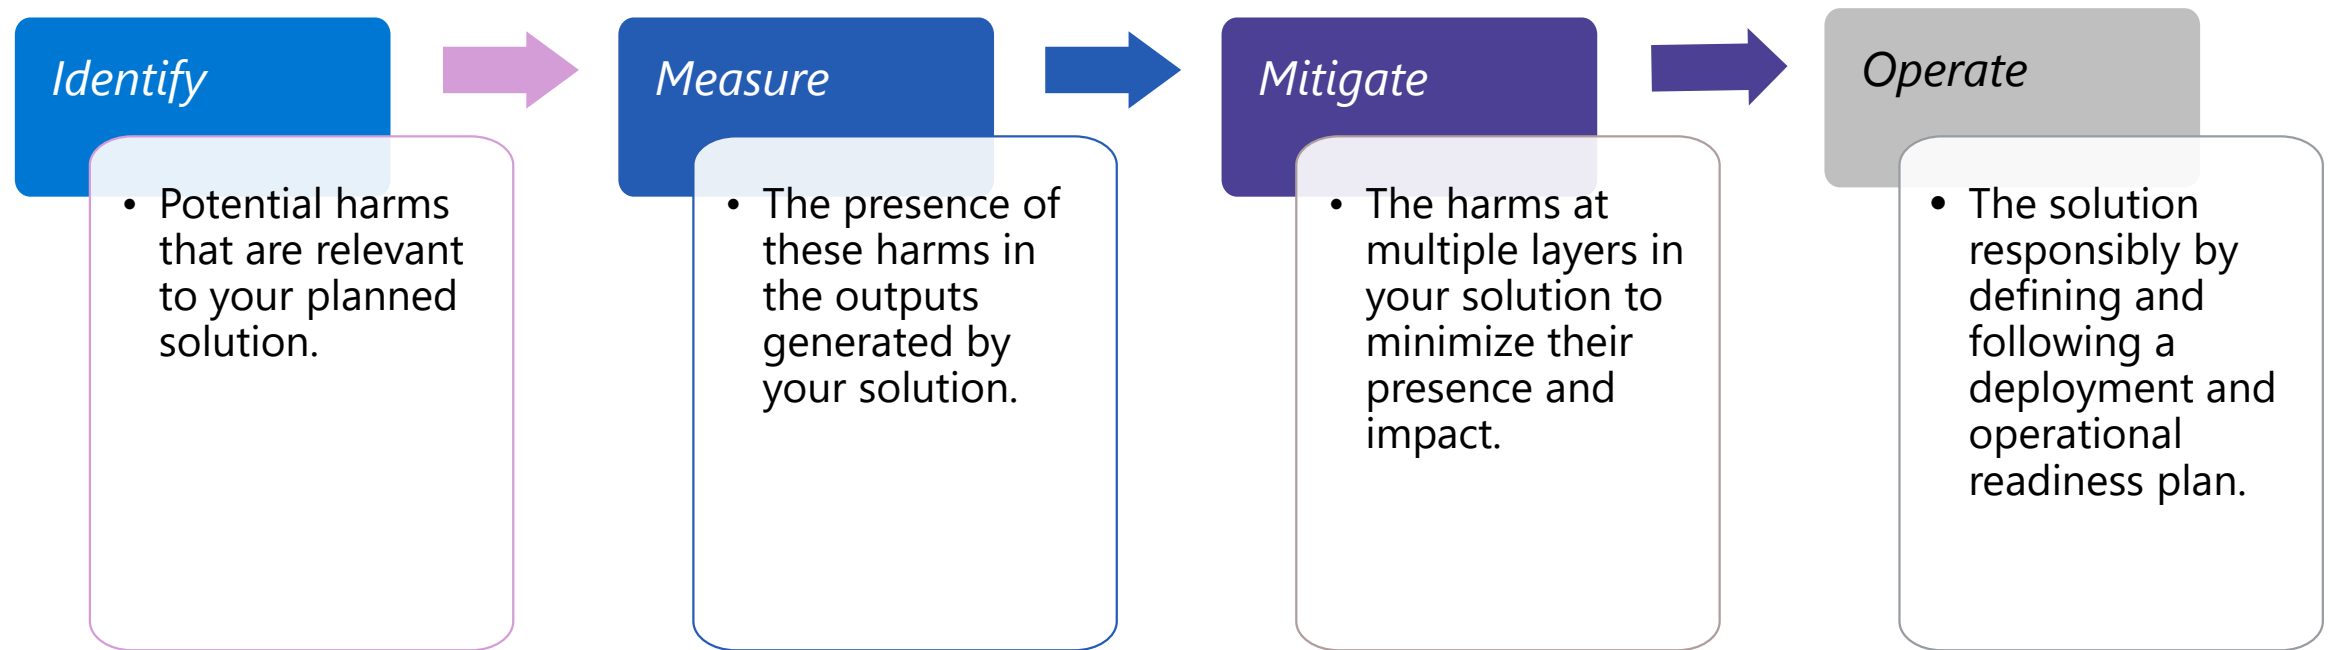 Identify
• Potential harms
that are relevant
to your planned
solution.
Measure
• The presence of
these harms in
the outputs
generated by
your solution.
Mitigate
• The harms at
multiple layers in
your solution to
minimize their
presence and
impact.
Operate
• The solution
responsibly by
defining and
following a
deployment and
operational
readiness plan.